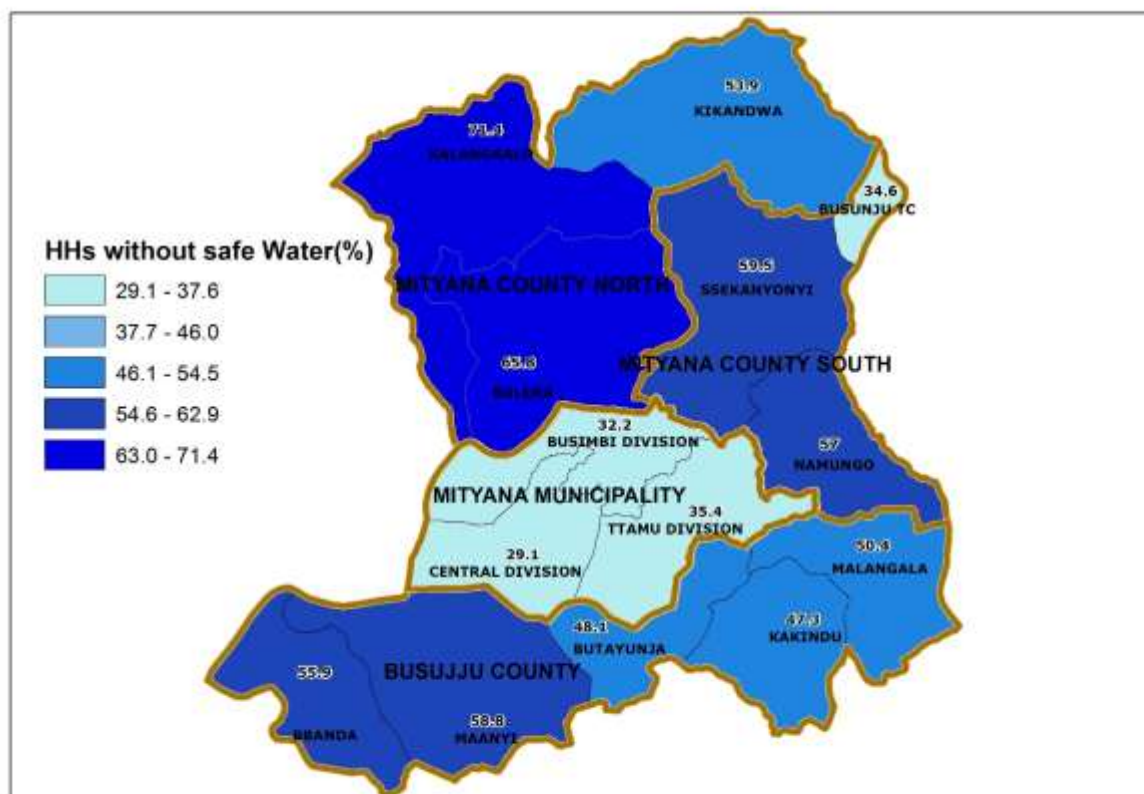 53.9
KIKANDWA
71.4
KALANGAALO
34.6
BUSUNJU TC
HHs without safe Water(%)
29.1 - 37.6
37.7 - 46.0
46.1 - 54.5
54.6 - 62.9
63.0 - 71.4
59.5
SSEKANYONYI
MITYANA COUNTY NORTH
65.8
BULERA
MITYANA COUNTY SOUTH
32.2
BUSIMBI DIVISION
57
NAMUNGO
MITYANA MUNICIPALITY
35.4
TTAMU DIVISION
29.1
CENTRAL DIVISION
50.4
MALANGALA
48.1
BUTAYUNJA
47.3
KAKINDU
BUSUJJU COUNTY
55.9
BBANDA
58.8
MAANYI